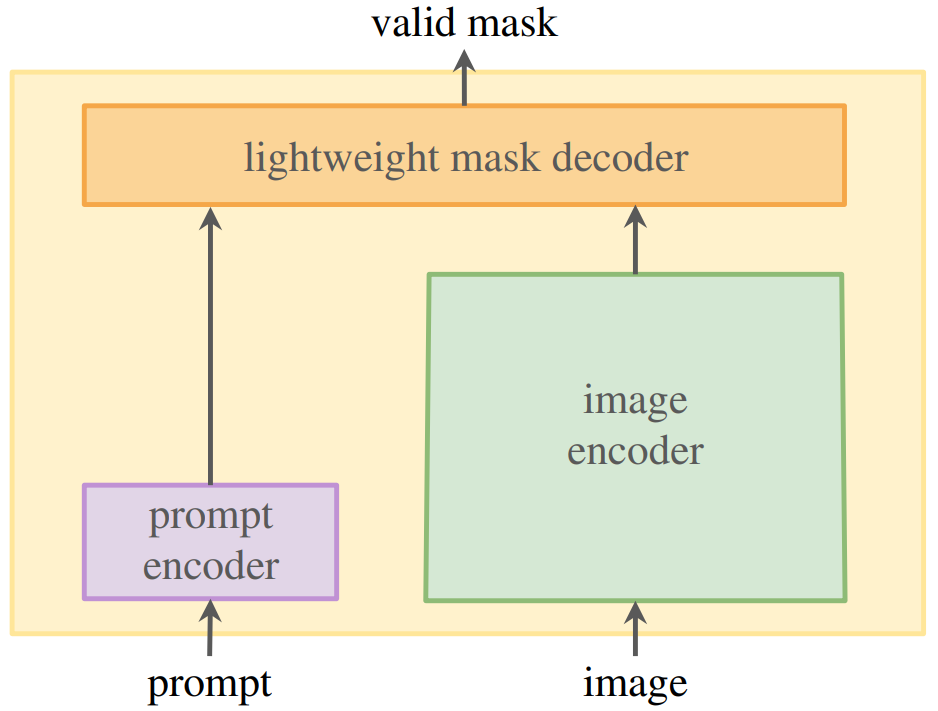 valid mask
lightweight mask decoder
image
encoder
prompt
encoder
prompt
image